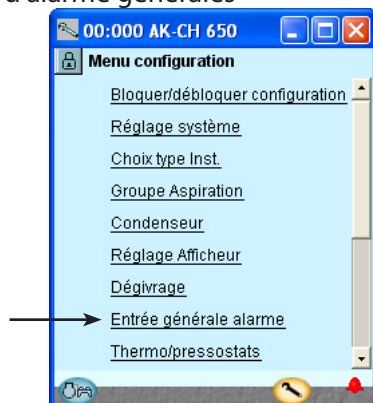 d'alarme générales
00:000 AK-CH 650
Menu configuration
Bloquer/débloquer configuration
Réglage système
Choix type Inst.
Groupe Aspiration
Condenseur
Réglage Afficheur
Dégivrage
Entrée générale alarme
Thermo/pressostats